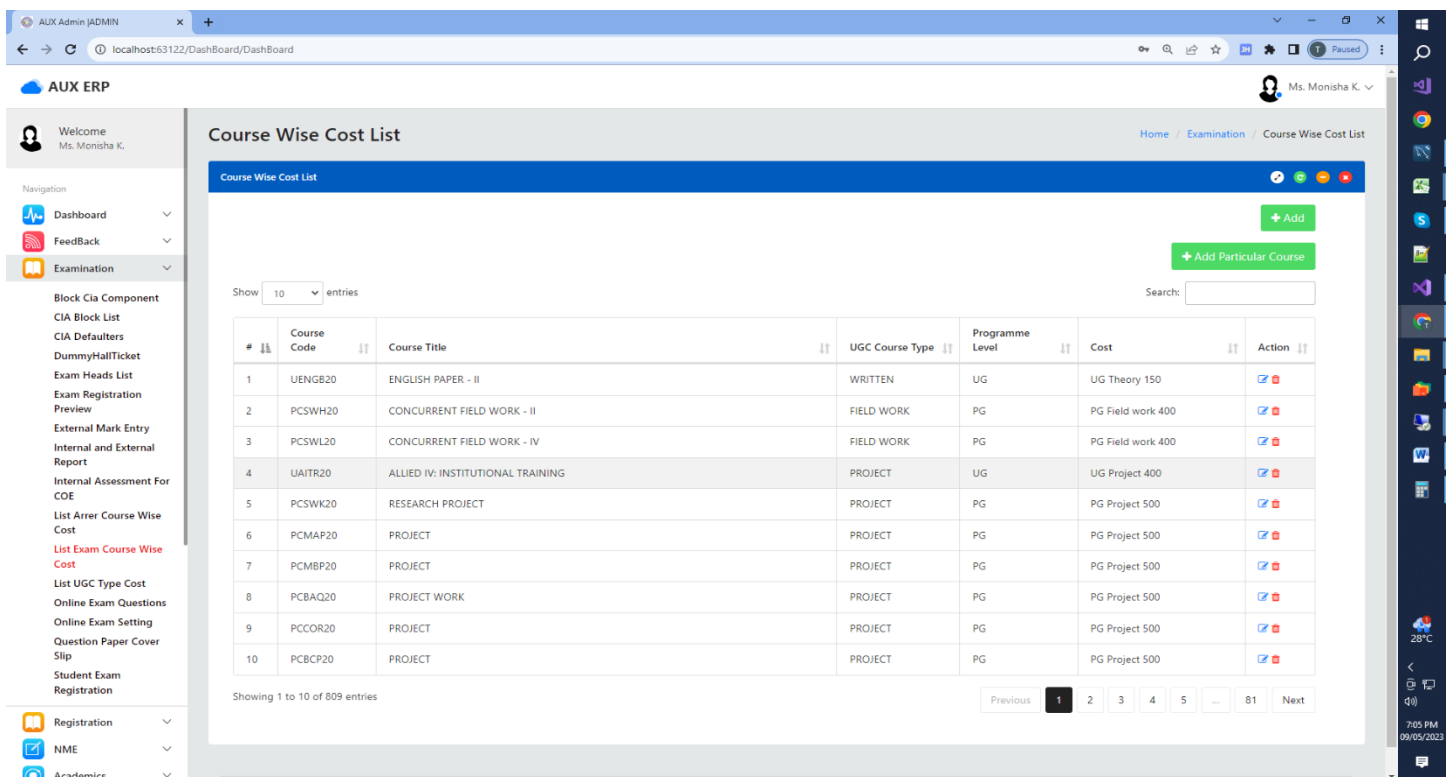 AUX Admin |ADMIN
localhost:63122/DashBoard/DashBoard
Paused
AUX ERP
Ms. Monisha K.
Welcome
Ms. Monisha K.
Navigation
Dashboard
FeedBack
Examination
Block Cia Component
CIA Block List
CIA Defaulters
DummyHallTicket
Exam Heads List
Exam Registration
Preview
External Mark Entry
Internal and External
Report
Internal Assessment For
COE
List Arrer Course Wise
Cost
List Exam Course Wise
Cost
List UGC Type Cost
Online Exam Questions
Online Exam Setting
Question Paper Cover
Slip
Student Exam
Registration
Registration
NME
Academics
Course Wise Cost List
Home / Examination / Course Wise Cost List
Course Wise Cost List
+ Add
+ Add Particular Course
Show 10 entries
Search:
# Course Code Course Title UGC Course Type Programme Level Cost Action
1 UENGB20 ENGLISH PAPER - II WRITTEN UG UG Theory 150
2 PCSWH20 CONCURRENT FIELD WORK - II FIELD WORK PG PG Field work 400
3 PCSWL20 CONCURRENT FIELD WORK - IV FIELD WORK PG PG Field work 400
4 UAITR20 ALLIED IV: INSTITUTIONAL TRAINING PROJECT UG UG Project 400
5 PCSWK20 RESEARCH PROJECT PROJECT PG PG Project 500
6 PCMAP20 PROJECT PROJECT PG PG Project 500
7 PCMBP20 PROJECT PROJECT PG PG Project 500
8 PCBAQ20 PROJECT WORK PROJECT PG PG Project 500
9 PCCOR20 PROJECT PROJECT PG PG Project 500
10 PCBCP20 PROJECT PROJECT PG PG Project 500
Showing 1 to 10 of 809 entries
Previous 1 2 3 4 5 ... 81 Next
28°C
7:05 PM
09/05/2023